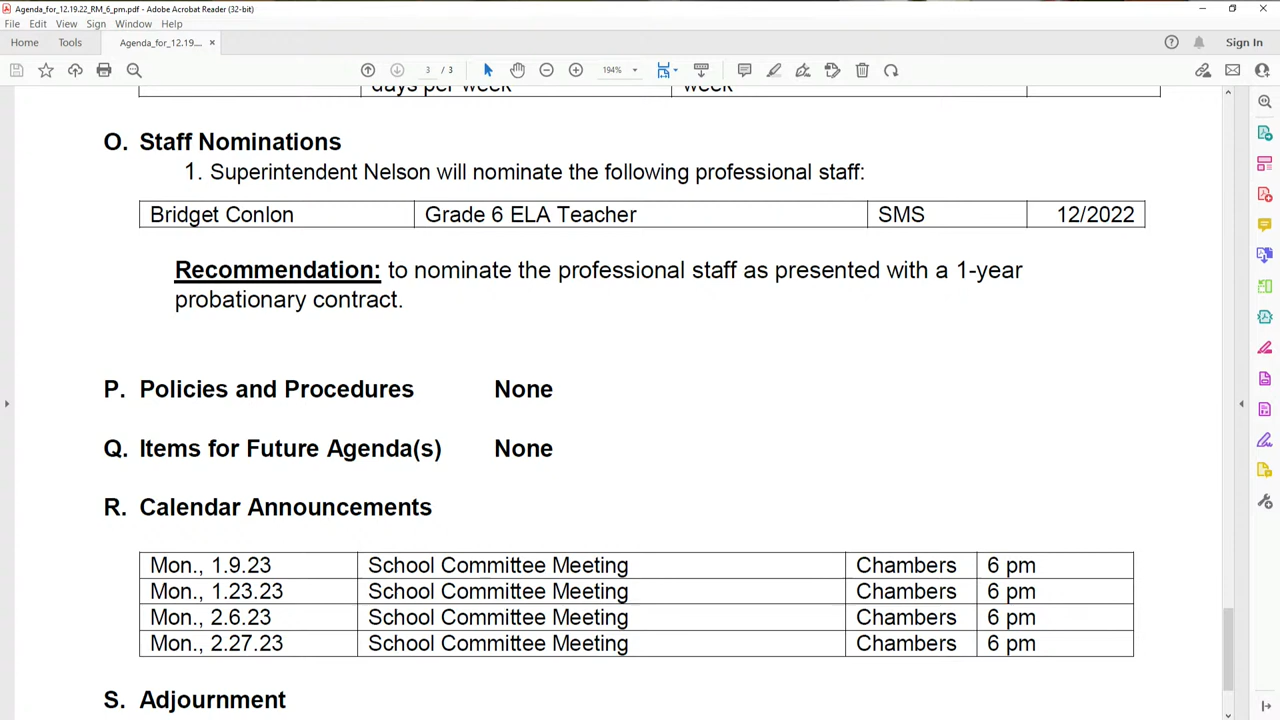 Agenda_for_12.19.22_RM_6_pm.pdf - Adobe Acrobat Reader (32-bit)
File Edit View Sign Window Help
Home Tools Agenda_for_12.19.... × Sign In
3 / 3 194%
days per week week
O. Staff Nominations
1. Superintendent Nelson will nominate the following professional staff:
Bridget Conlon Grade 6 ELA Teacher SMS 12/2022
Recommendation: to nominate the professional staff as presented with a 1-year
probationary contract.
P. Policies and Procedures None
Q. Items for Future Agenda(s) None
R. Calendar Announcements
Mon., 1.9.23 School Committee Meeting Chambers 6 pm
Mon., 1.23.23 School Committee Meeting Chambers 6 pm
Mon., 2.6.23 School Committee Meeting Chambers 6 pm
Mon., 2.27.23 School Committee Meeting Chambers 6 pm
S. Adjournment